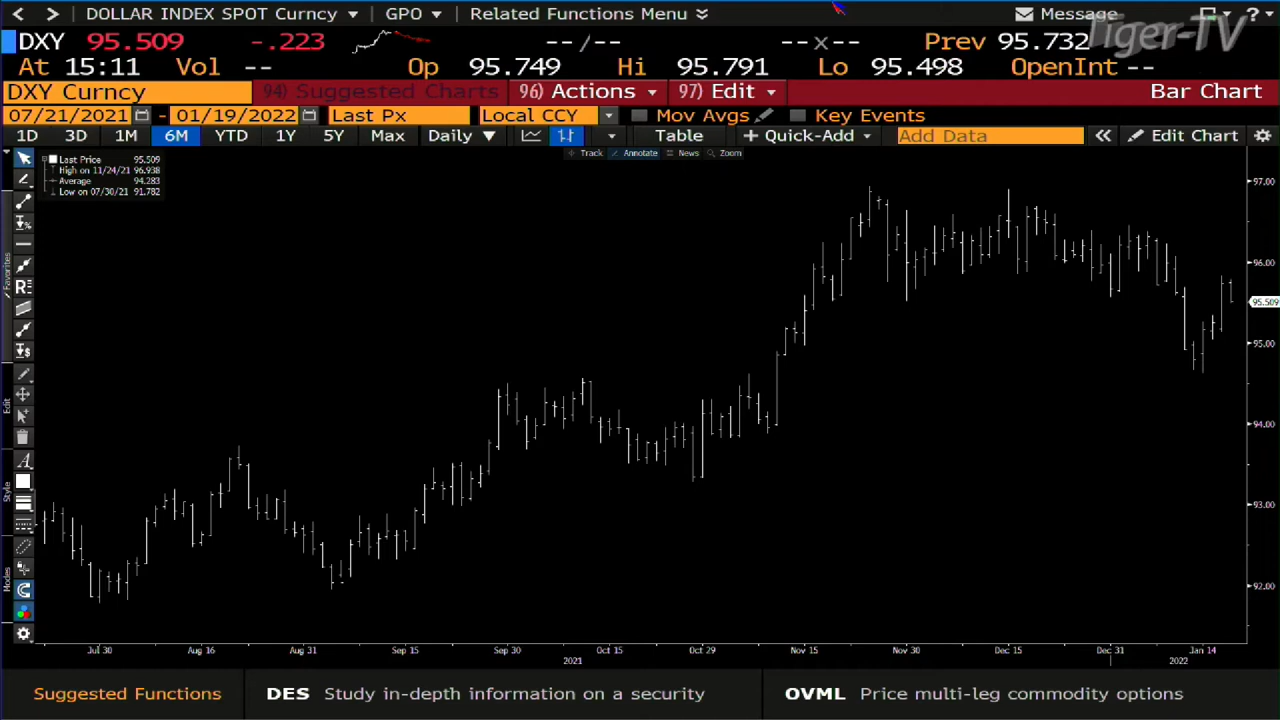 DOLLAR INDEX SPOT Curncy GPO Related Functions Menu Message ?
Tiger-TV
DXY 95.509 -.223 -- / -- -- x -- Prev 95.732
At 15:11 Vol -- Op 95.749 Hi 95.791 Lo 95.498 OpenInt --
DXY Curncy 94) Suggested Charts 96) Actions 97) Edit Bar Chart
07/21/2021 - 01/19/2022 Last Px Local CCY Mov Avgs Key Events
1D 3D 1M 6M YTD 1Y 5Y Max Daily Table + Quick-Add Add Data Edit Chart
Track Annotate News Zoom
Last Price 95.509
High on 11/24/21 96.938
Average 94.283
Low on 07/30/21 91.782
97.00
96.00
95.509
95.00
94.00
93.00
92.00
Favorites
Edit
Style
Modes
Jul 30 Aug 16 Aug 31 Sep 15 Sep 30 Oct 15 Oct 29 Nov 15 Nov 30 Dec 15 Dec 31 Jan 14
2021 2022
Suggested Functions DES Study in-depth information on a security OVML Price multi-leg commodity options